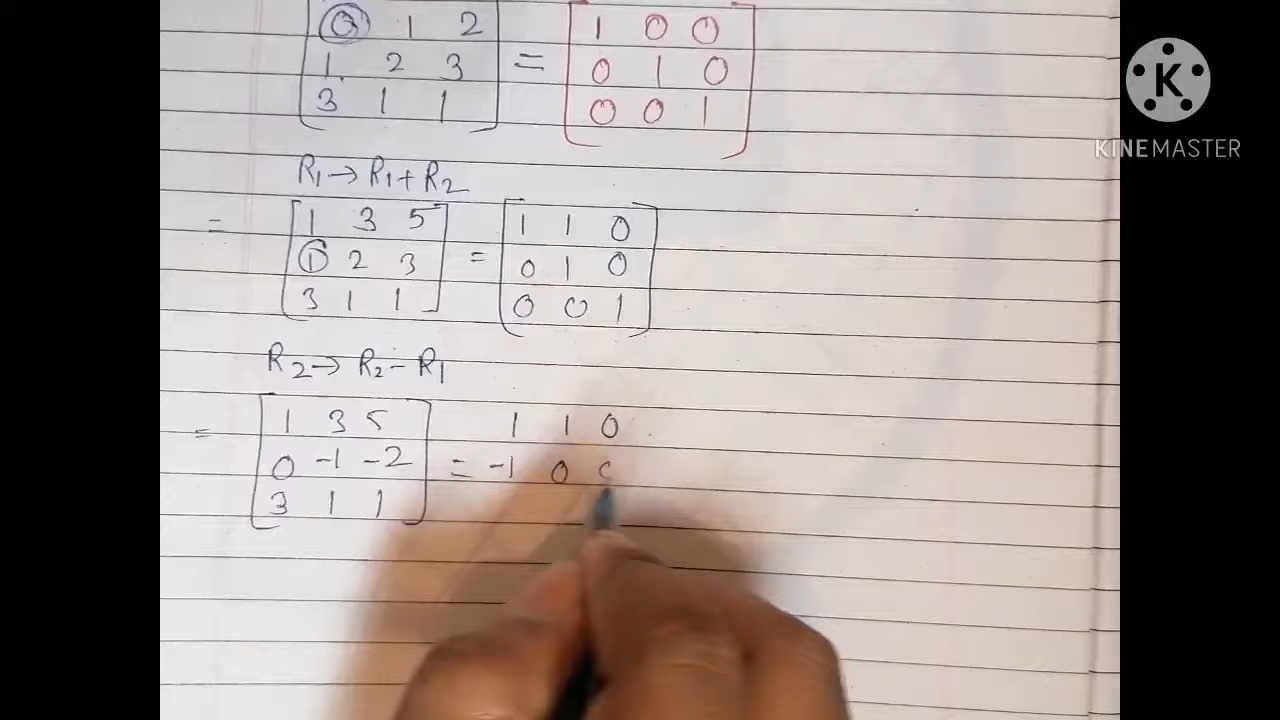 0 1 2 1 0 0
1 2 3 = 0 1 0
3 1 1 0 0 1
R1 → R1 + R2
1 3 5 1 1 0
= 1 2 3 = 0 1 0
3 1 1 0 0 1
R2 → R2 - R1
= 1 3 5 1 1 0
0 -1 -2 = -1 0
3 1 1
K
KINEMASTER